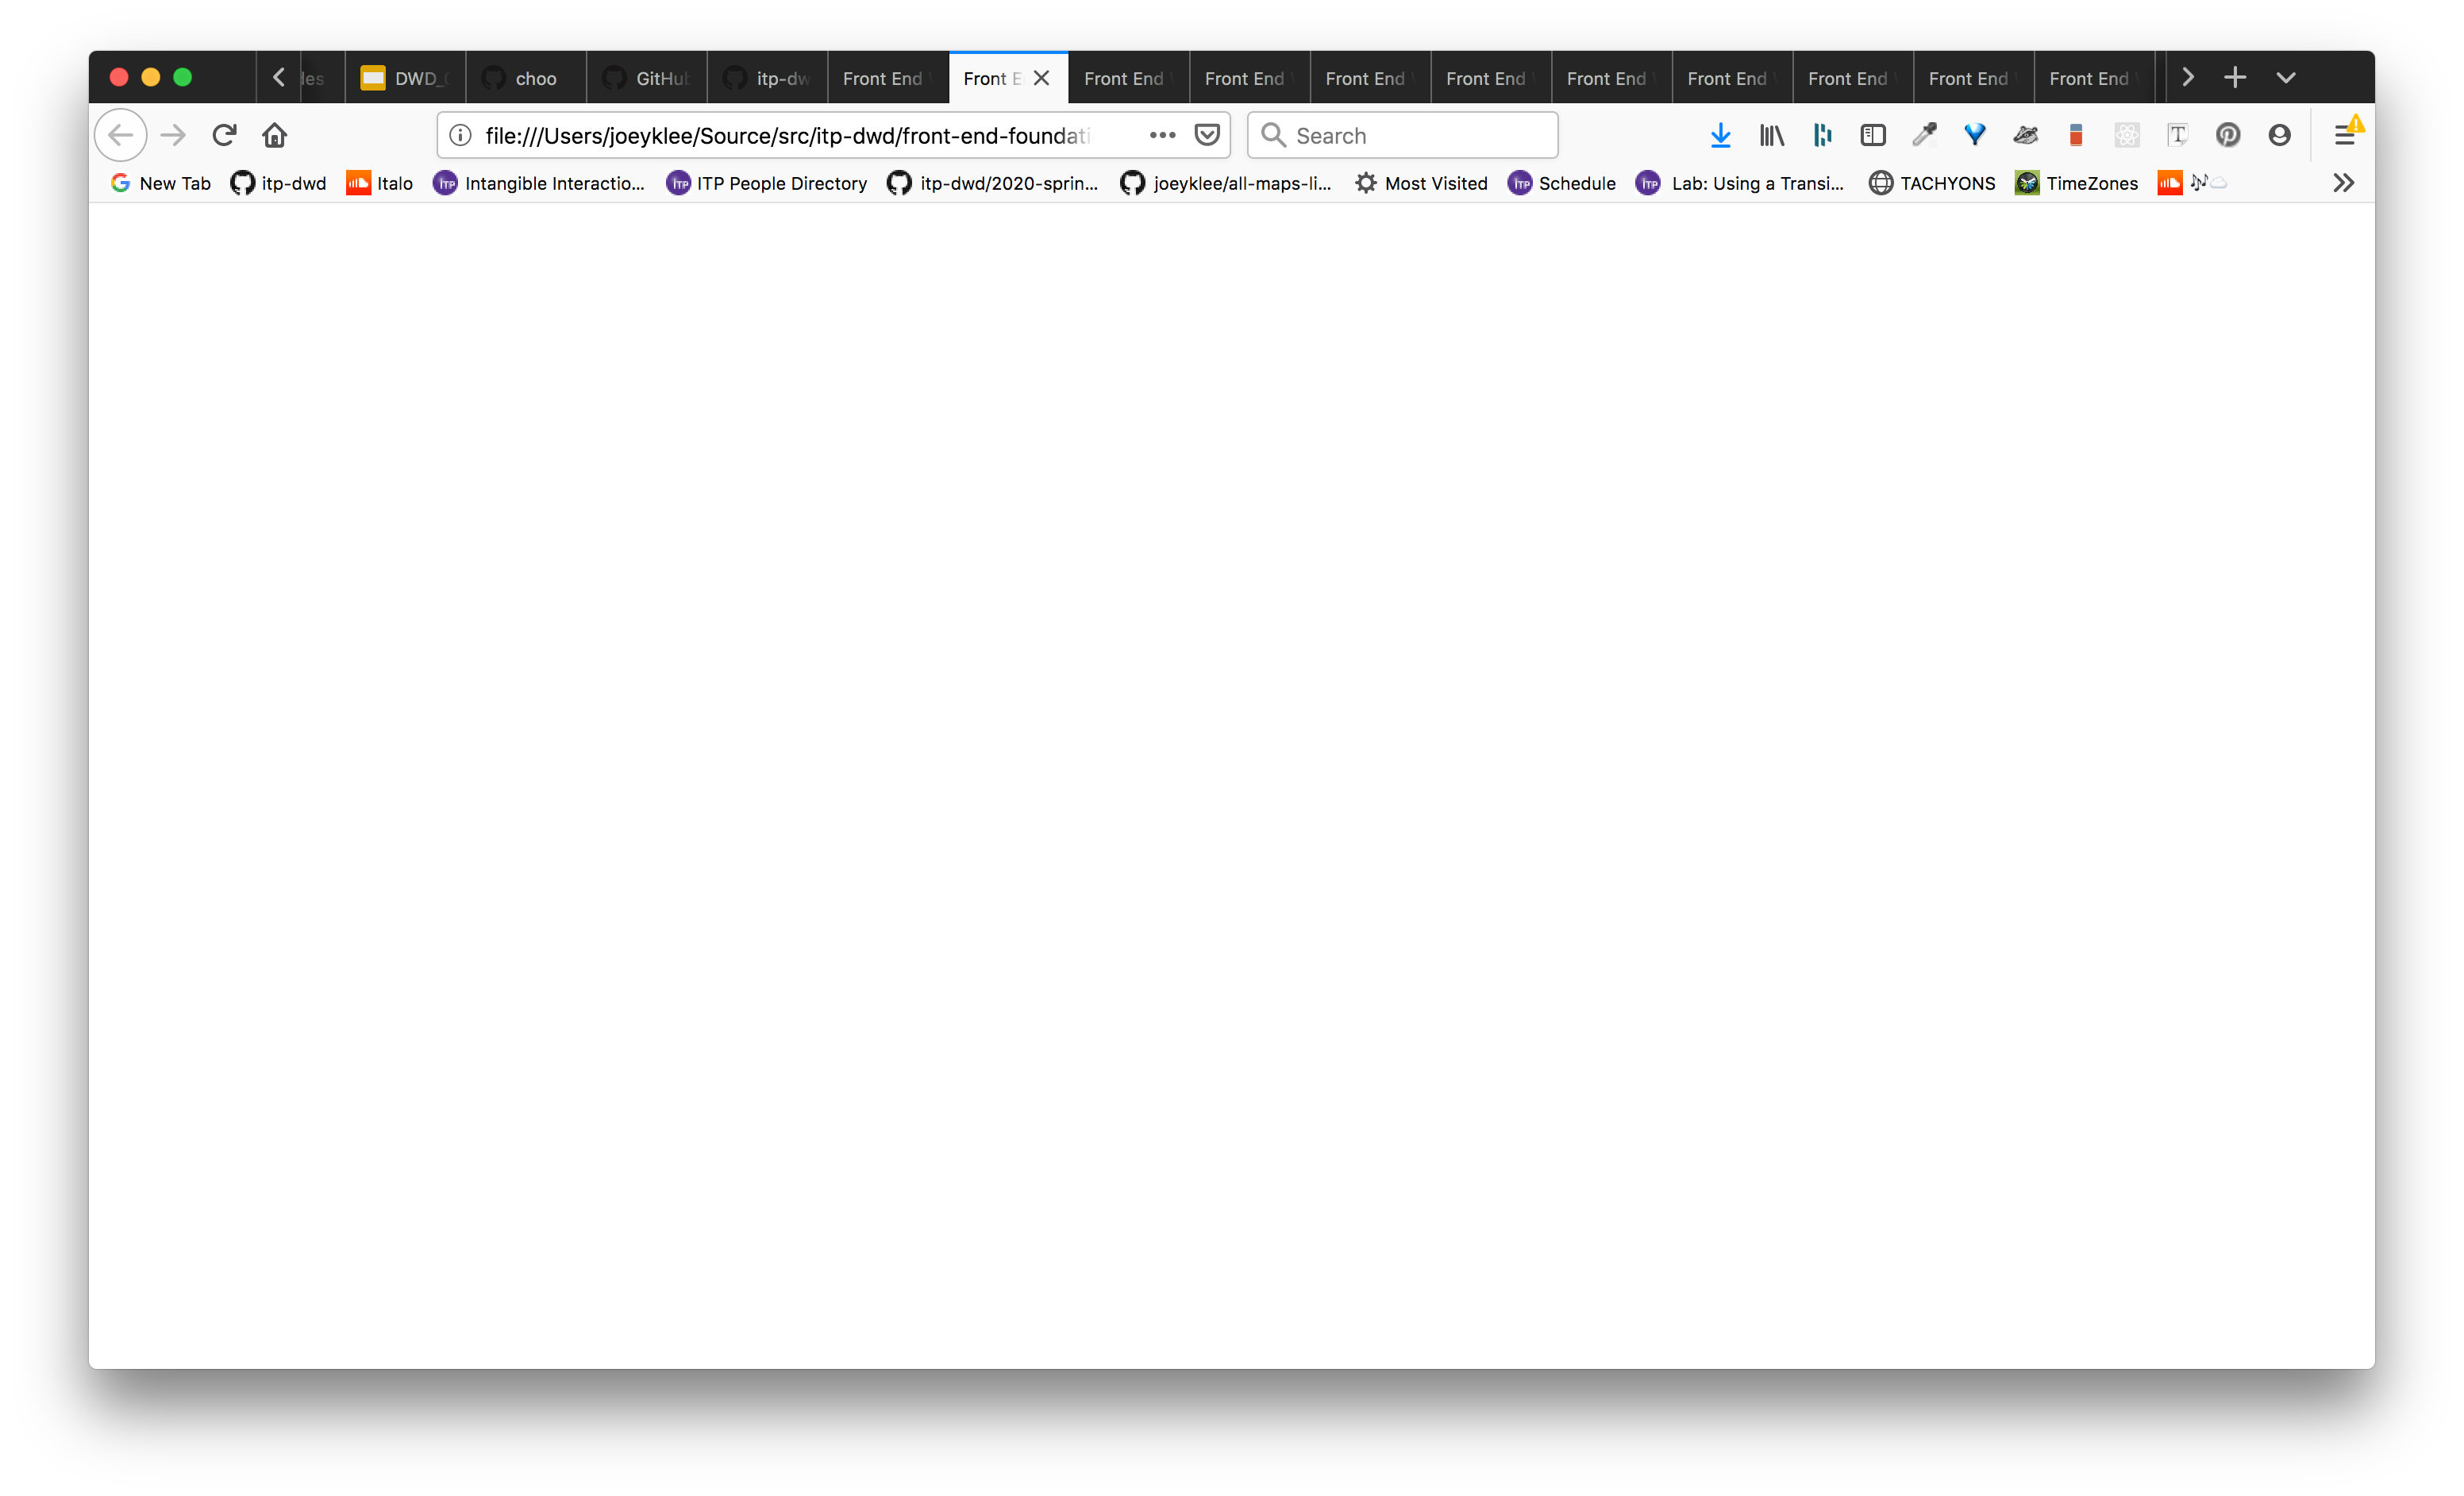 les DWD_ choo GitHub itp-dw Front End Front E Front End Front End Front End Front End Front End Front End Front End Front End Front End
file:///Users/joeyklee/Source/src/itp-dwd/front-end-foundati Search
New Tab itp-dwd Italo Intangible Interactio... ITP People Directory itp-dwd/2020-sprin... joeyklee/all-maps-li... Most Visited Schedule Lab: Using a Transi... TACHYONS TimeZones